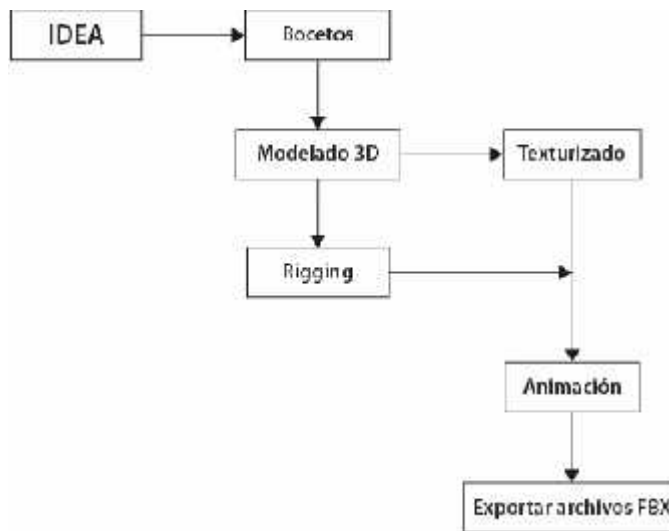 IDEA
Bocetos
Modelado 3D
Texturizado
Rigging
Animación
Exportar archivos FBX